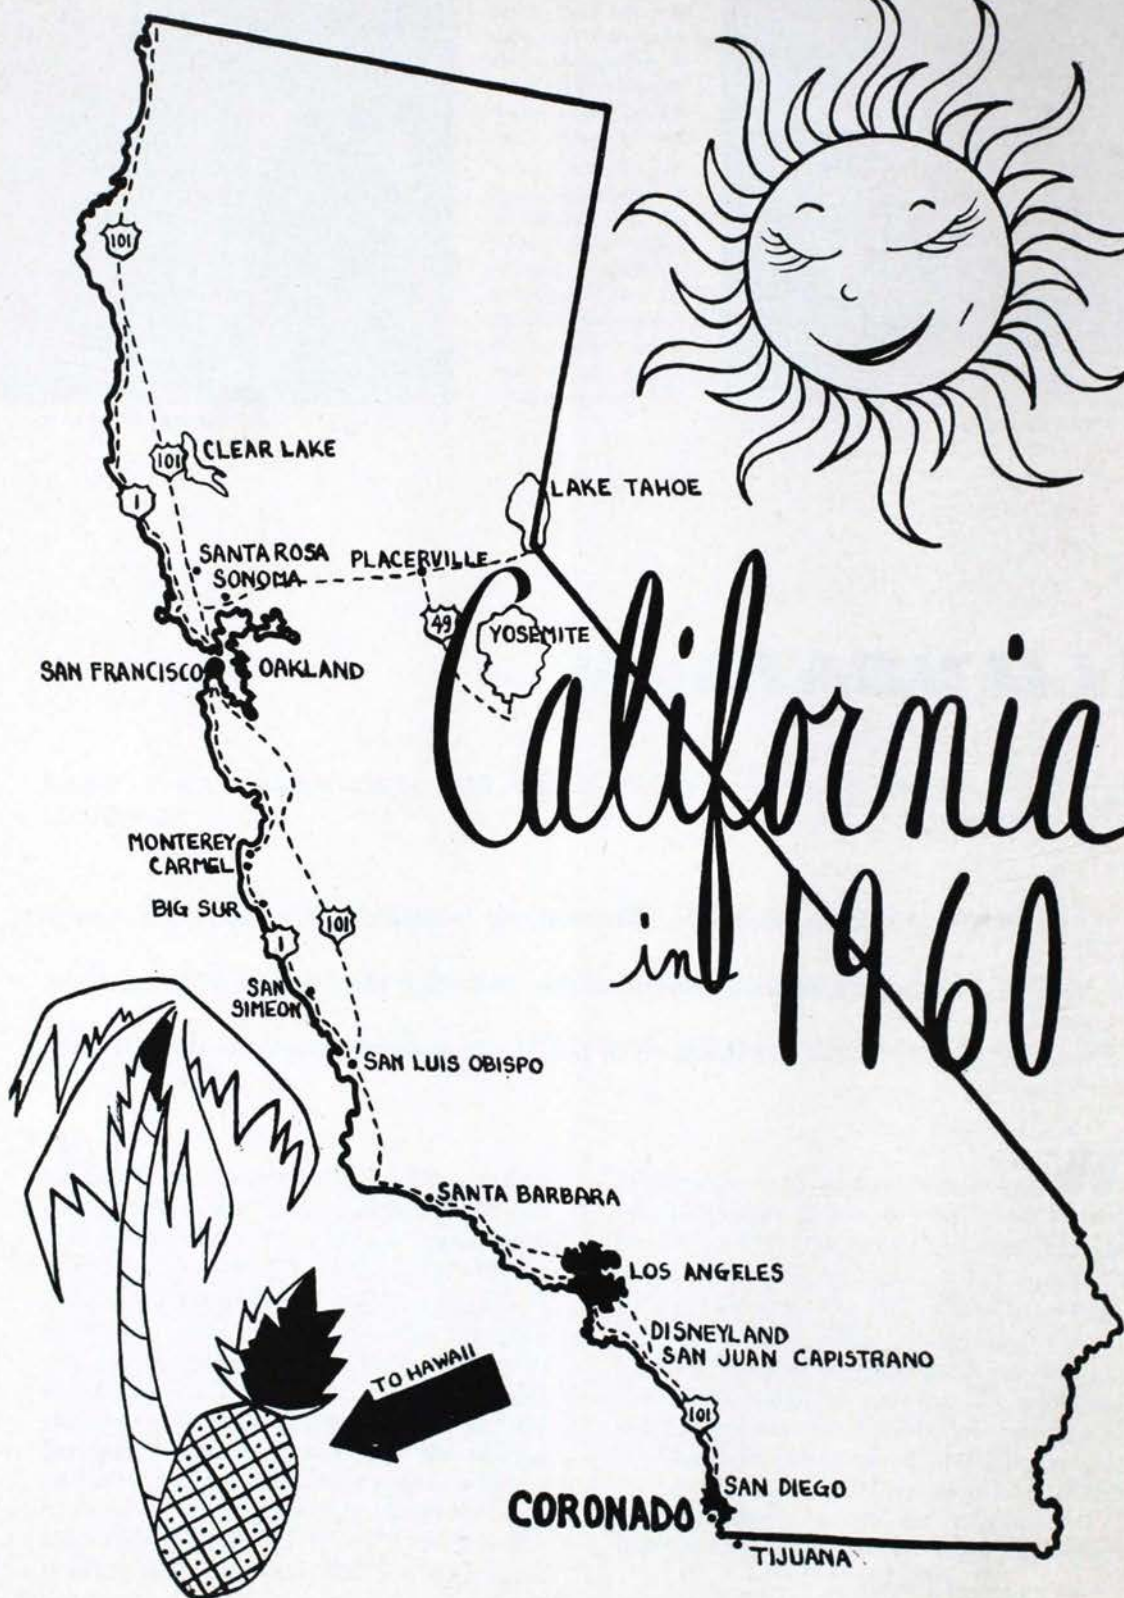 101
101
CLEAR LAKE
1
LAKE TAHOE
SANTA ROSA
PLACERVILLE
SONOMA
49
YOSEMITE
SAN FRANCISCO
OAKLAND
California
in 1960
MONTEREY
CARMEL
BIG SUR
101
1
SAN
SIMEON
SAN LUIS OBISPO
SANTA BARBARA
LOS ANGELES
DISNEYLAND
SAN JUAN CAPISTRANO
TO HAWAII
101
SAN DIEGO
CORONADO
TIJUANA